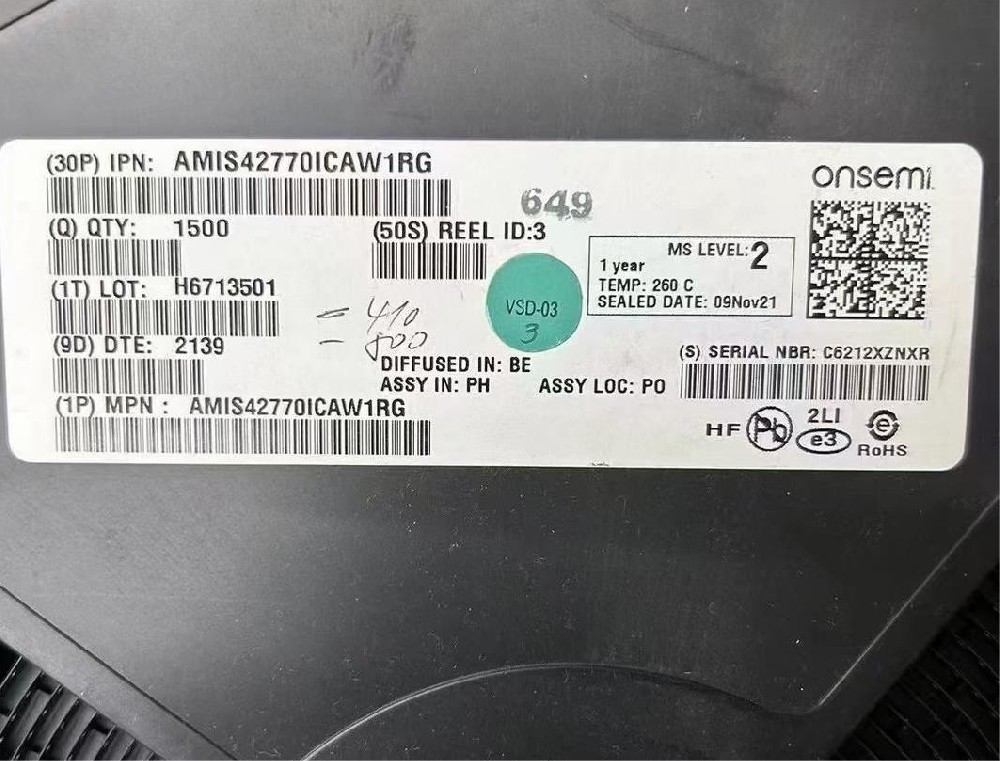 (30P) IPN: AMIS42770ICAW1RG
onsemi
649
(Q) QTY: 1500
(50S) REEL ID:3
MS LEVEL:2
1 year
TEMP: 260 C
SEALED DATE: 09Nov21
(1T) LOT: H6713501
VSD-03
3
= 410
- 800
(9D) DTE: 2139
DIFFUSED IN: BE
(S) SERIAL NBR: C6212XZNXR
ASSY IN: PH ASSY LOC: PO
(1P) MPN : AMIS42770ICAW1RG
HF Pb 2LI e3 e
RoHS